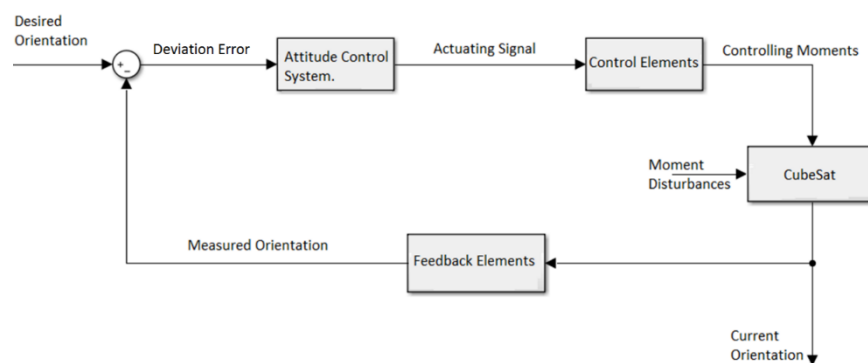 Desired
Orientation
Deviation Error
+
−
Attitude Control
System.
Actuating Signal
Control Elements
Controlling Moments
Moment
Disturbances
CubeSat
Measured Orientation
Feedback Elements
Current
Orientation